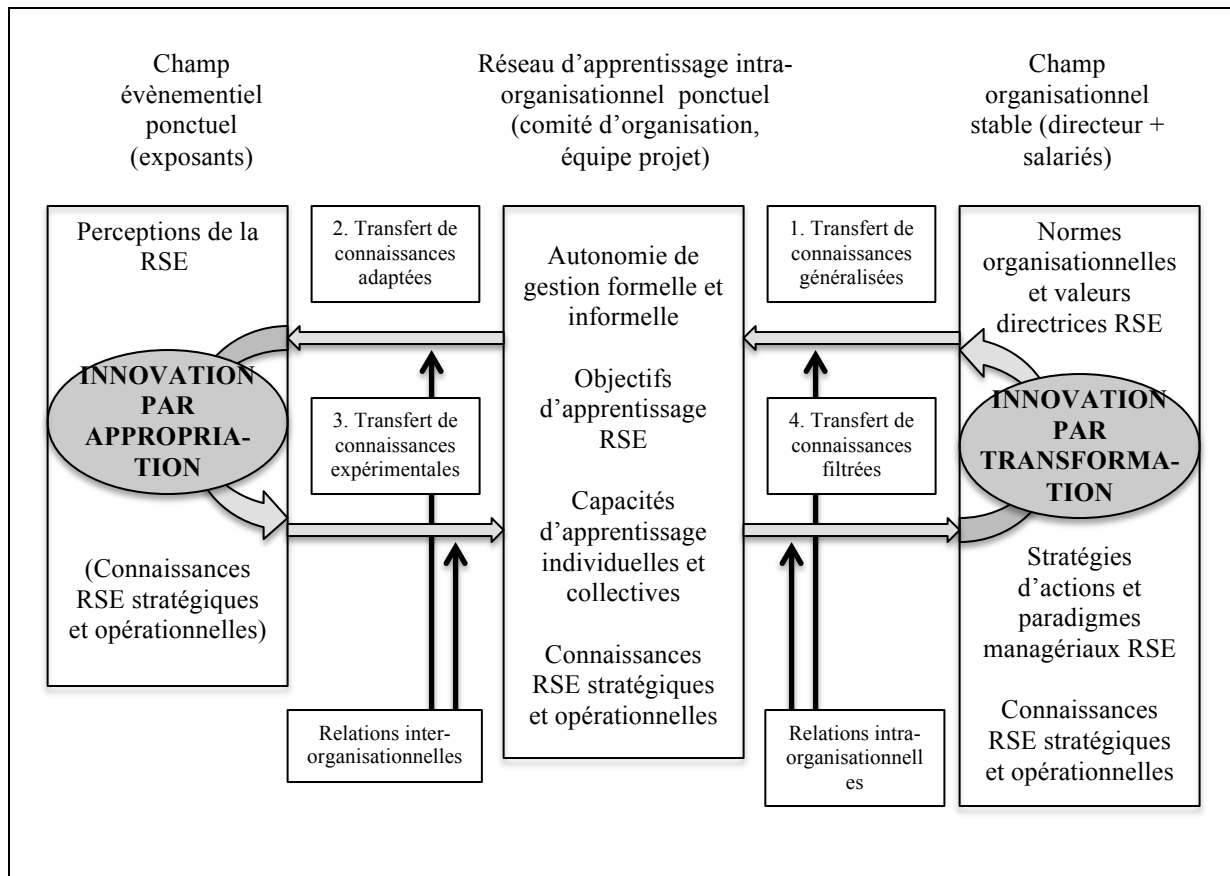 Champ
évènementiel
ponctuel
(exposants)
Réseau d’apprentissage intra-
organisationnel ponctuel
(comité d’organisation,
équipe projet)
Champ
organisationnel
stable (directeur +
salariés)
Perceptions de la
RSE
INNOVATION
PAR
APPROPRIA-
TION
(Connaissances
RSE stratégiques
et opérationnelles)
2. Transfert de
connaissances
adaptées
3. Transfert de
connaissances
expérimentales
Relations inter-
organisationnelles
Autonomie de
gestion formelle et
informelle
Objectifs
d’apprentissage
RSE
Capacités
d’apprentissage
individuelles et
collectives
Connaissances
RSE stratégiques
et opérationnelles
1. Transfert de
connaissances
généralisées
4. Transfert de
connaissances
filtrées
Relations intra-
organisationnell
es
Normes
organisationnelles
et valeurs
directrices RSE
INNOVATION
PAR
TRANSFORMA-
TION
Stratégies
d’actions et
paradigmes
managériaux RSE
Connaissances
RSE stratégiques
et opérationnelles